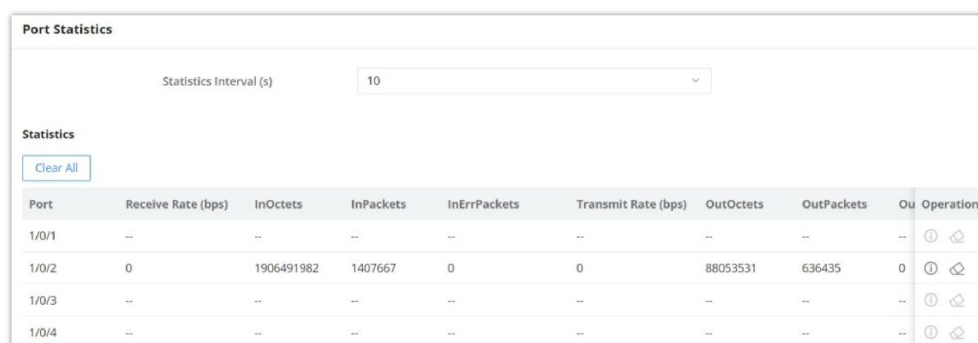 Port Statistics
Statistics Interval (s) 10
Statistics
Clear All
Port Receive Rate (bps) InOctets InPackets InErrPackets Transmit Rate (bps) OutOctets OutPackets Ou Operation
1/0/1 -- -- -- -- -- -- -- --
1/0/2 0 1906491982 1407667 0 0 88053531 636435 0
1/0/3 -- -- -- -- -- -- -- --
1/0/4 -- -- -- -- -- -- -- --